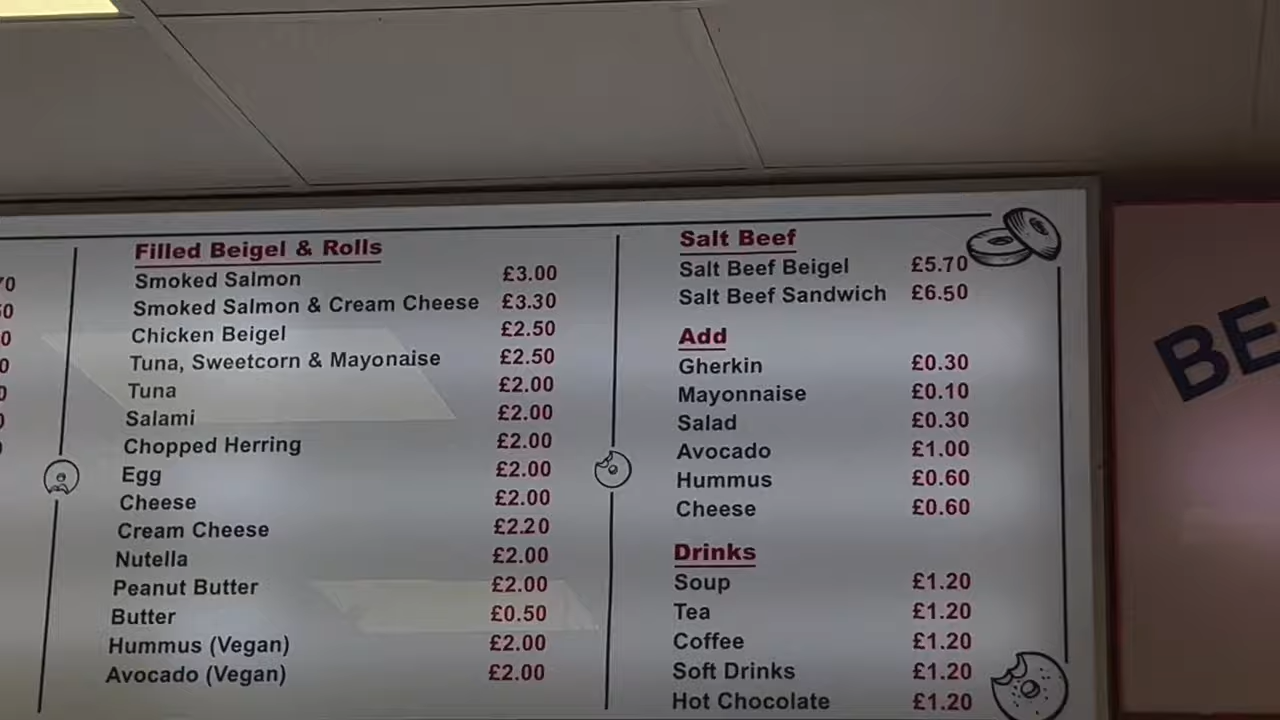 Filled Beigel & Rolls
Smoked Salmon £3.00
Smoked Salmon & Cream Cheese £3.30
Chicken Beigel £2.50
Tuna, Sweetcorn & Mayonaise £2.50
Tuna £2.00
Salami £2.00
Chopped Herring £2.00
Egg £2.00
Cheese £2.00
Cream Cheese £2.20
Nutella £2.00
Peanut Butter £2.00
Butter £0.50
Hummus (Vegan) £2.00
Avocado (Vegan) £2.00
Salt Beef
Salt Beef Beigel £5.70
Salt Beef Sandwich £6.50
Add
Gherkin £0.30
Mayonnaise £0.10
Salad £0.30
Avocado £1.00
Hummus £0.60
Cheese £0.60
Drinks
Soup £1.20
Tea £1.20
Coffee £1.20
Soft Drinks £1.20
Hot Chocolate £1.20
BE